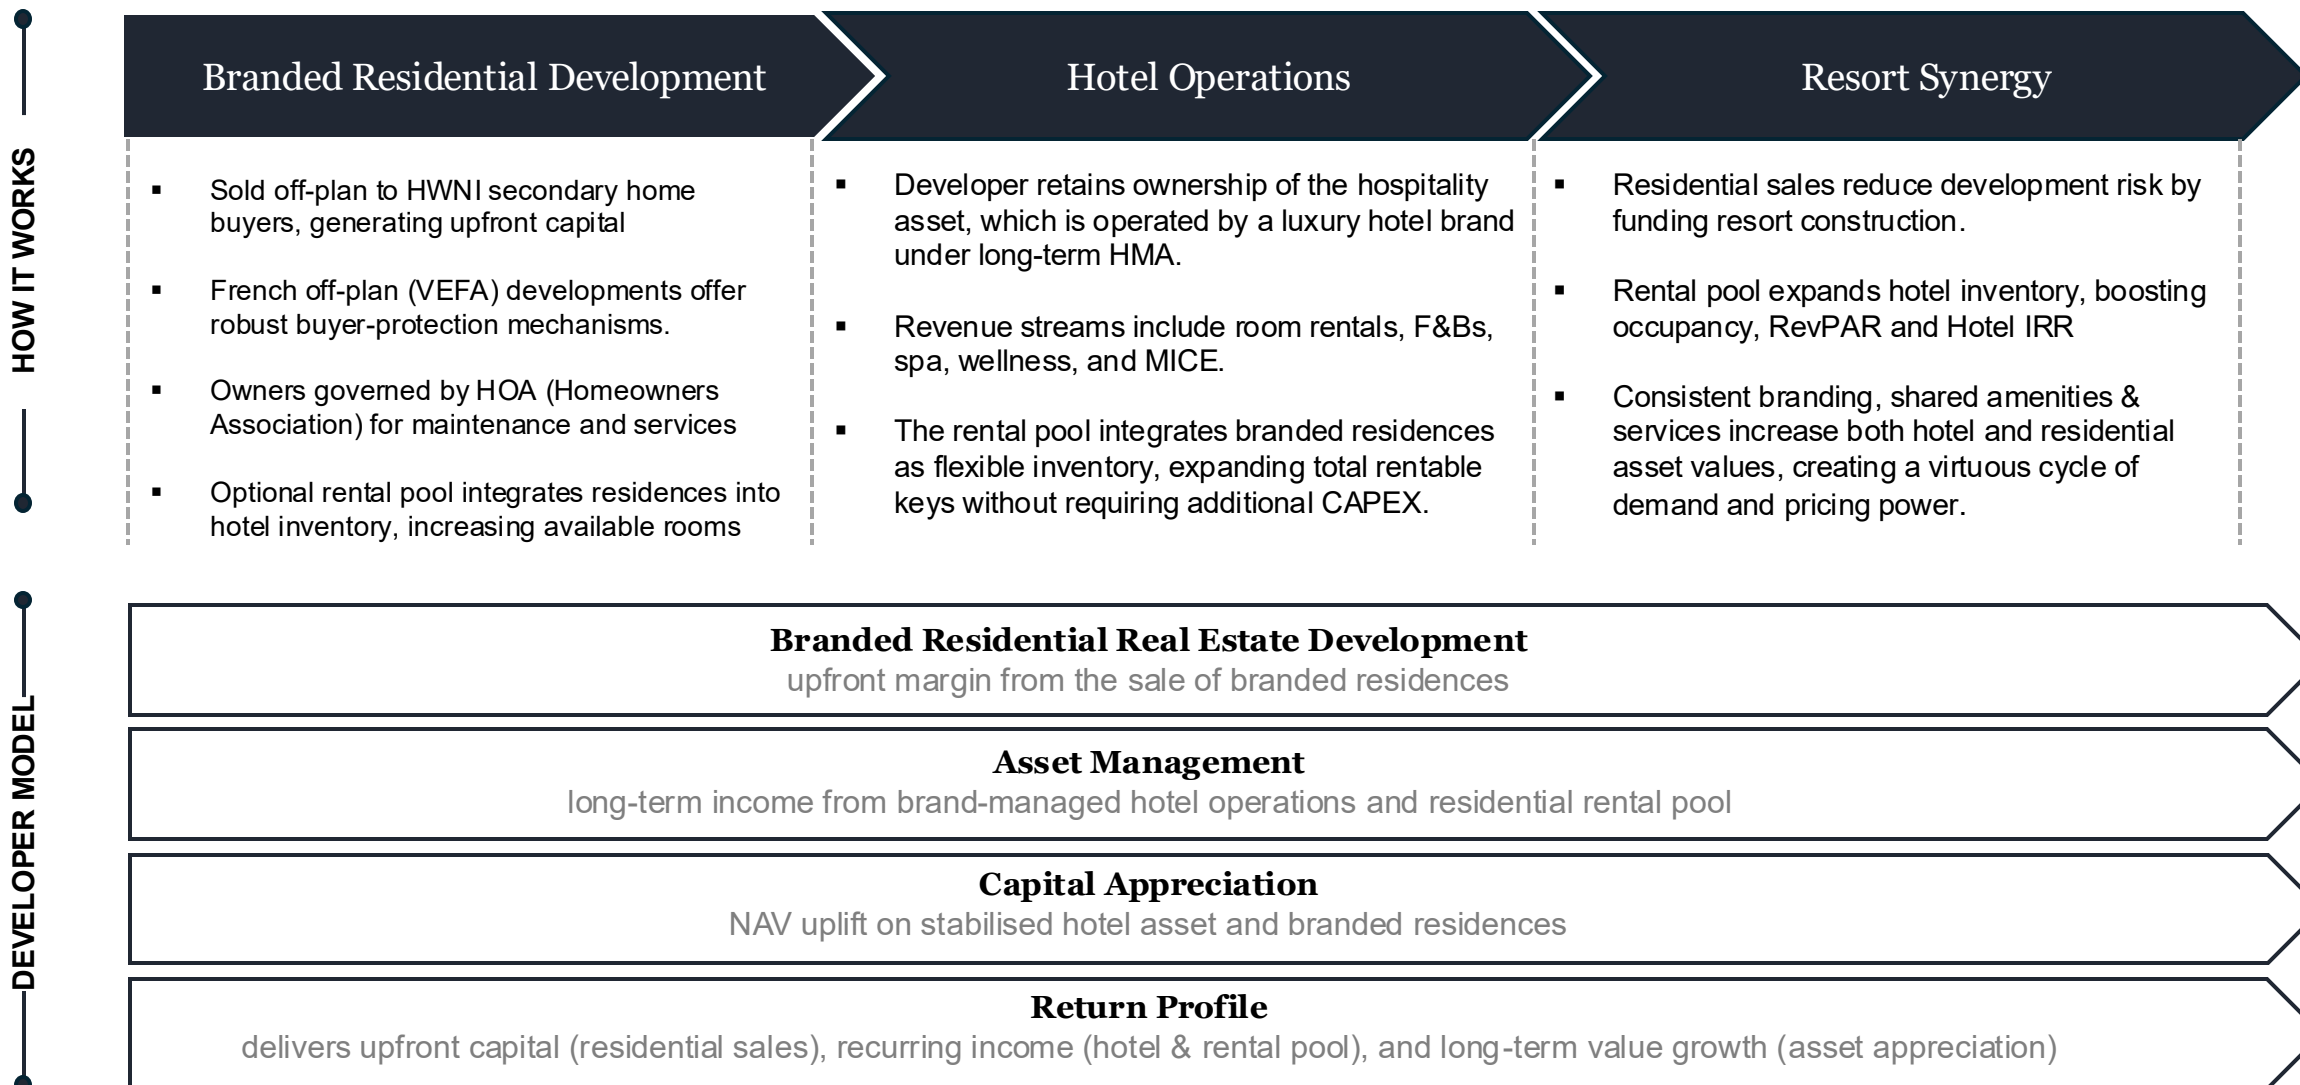 HOW IT WORKS
Branded Residential Development
▪ Sold off-plan to HWNI secondary home
buyers, generating upfront capital
▪ French off-plan (VEFA) developments offer
robust buyer-protection mechanisms.
▪ Owners governed by HOA (Homeowners
Association) for maintenance and services
▪ Optional rental pool integrates residences into
hotel inventory, increasing available rooms
Hotel Operations
▪ Developer retains ownership of the hospitality
asset, which is operated by a luxury hotel brand
under long-term HMA.
▪ Revenue streams include room rentals, F&Bs,
spa, wellness, and MICE.
▪ The rental pool integrates branded residences
as flexible inventory, expanding total rentable
keys without requiring additional CAPEX.
Resort Synergy
▪ Residential sales reduce development risk by
funding resort construction.
▪ Rental pool expands hotel inventory, boosting
occupancy, RevPAR and Hotel IRR
▪ Consistent branding, shared amenities &
services increase both hotel and residential
asset values, creating a virtuous cycle of
demand and pricing power.
DEVELOPER MODEL
Branded Residential Real Estate Development
upfront margin from the sale of branded residences
Asset Management
long-term income from brand-managed hotel operations and residential rental pool
Capital Appreciation
NAV uplift on stabilised hotel asset and branded residences
Return Profile
delivers upfront capital (residential sales), recurring income (hotel & rental pool), and long-term value growth (asset appreciation)